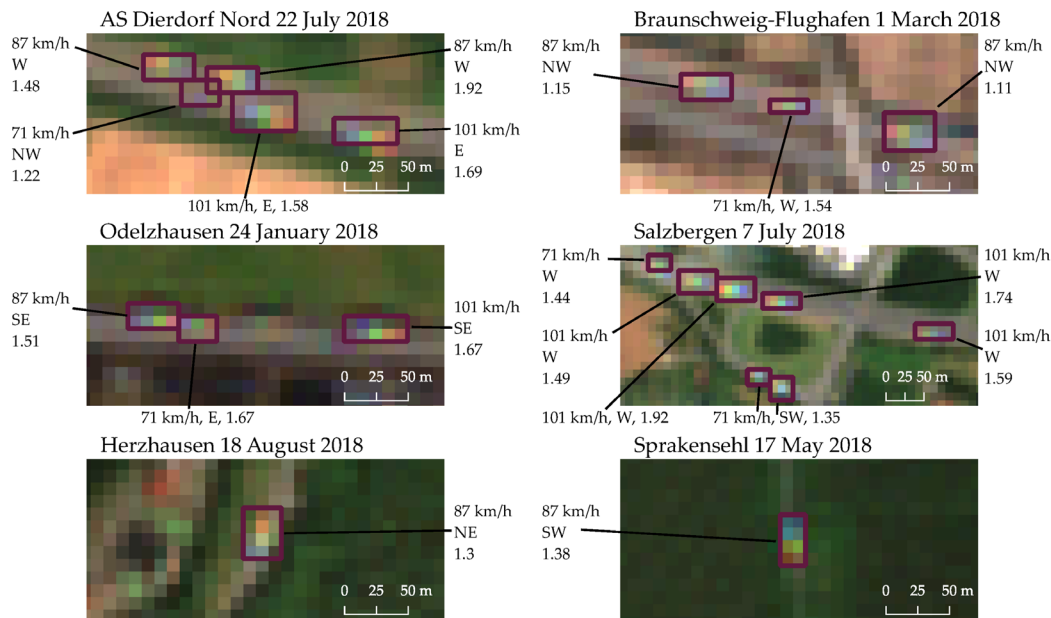 AS Dierdorf Nord 22 July 2018
87 km/h
W
1.48
71 km/h
NW
1.22
87 km/h
W
1.92
101 km/h
E
1.69
0 25 50 m
101 km/h, E, 1.58
Braunschweig-Flughafen 1 March 2018
87 km/h
NW
1.15
87 km/h
NW
1.11
0 25 50 m
71 km/h, W, 1.54
Odelzhausen 24 January 2018
87 km/h
SE
1.51
101 km/h
SE
1.67
0 25 50 m
71 km/h, E, 1.67
Salzbergen 7 July 2018
71 km/h
W
1.44
101 km/h
W
1.49
101 km/h
W
1.74
101 km/h
W
1.59
0 25 50 m
101 km/h, W, 1.92
71 km/h, SW, 1.35
Herzhausen 18 August 2018
87 km/h
NE
1.3
0 25 50 m
Sprakensehl 17 May 2018
87 km/h
SW
1.38
0 25 50 m